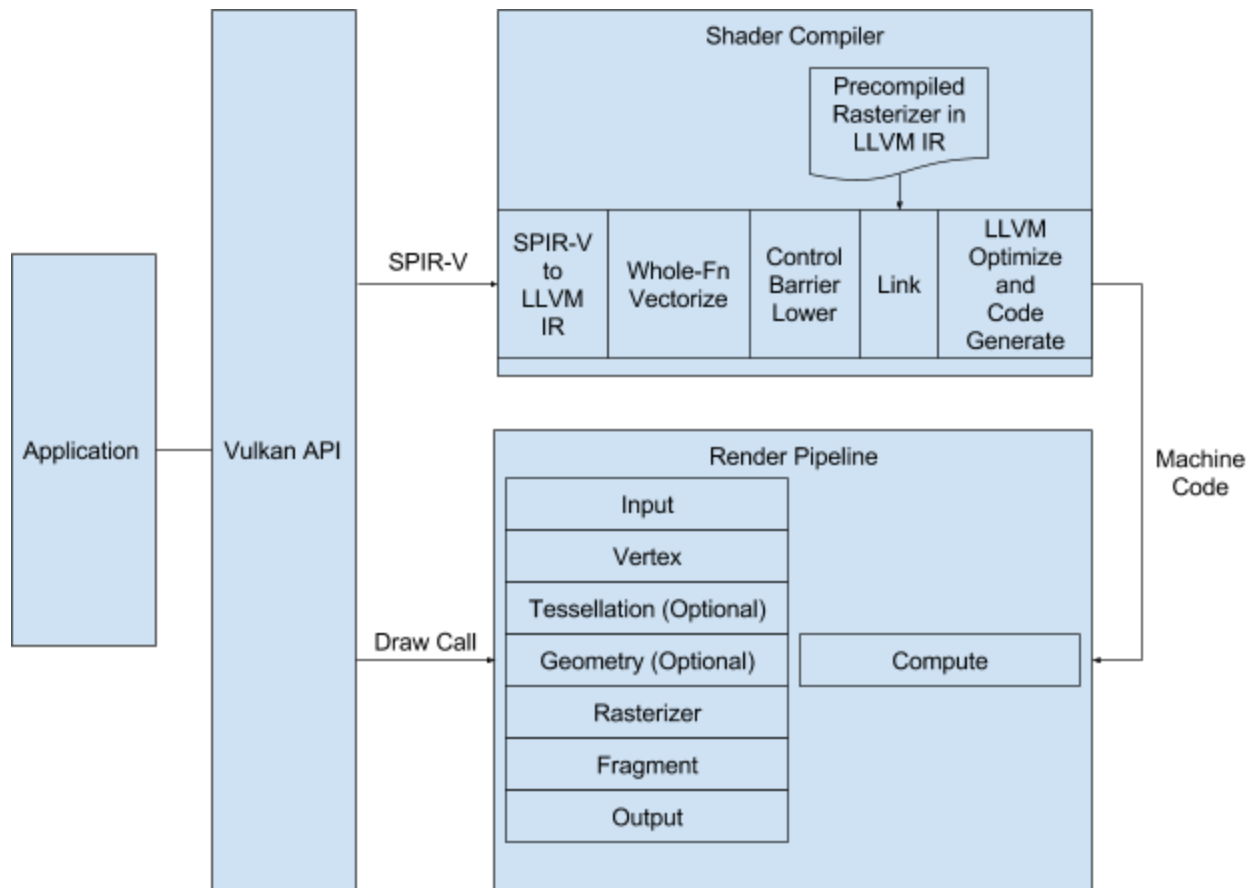 Shader Compiler
Precompiled
Rasterizer in
LLVM IR
SPIR-V
to
LLVM
IR
Whole-Fn
Vectorize
Control
Barrier
Lower
Link
LLVM
Optimize
and
Code
Generate
SPIR-V
Application
Vulkan API
Machine
Code
Draw Call
Render Pipeline
Input
Vertex
Tessellation (Optional)
Geometry (Optional)
Rasterizer
Fragment
Output
Compute